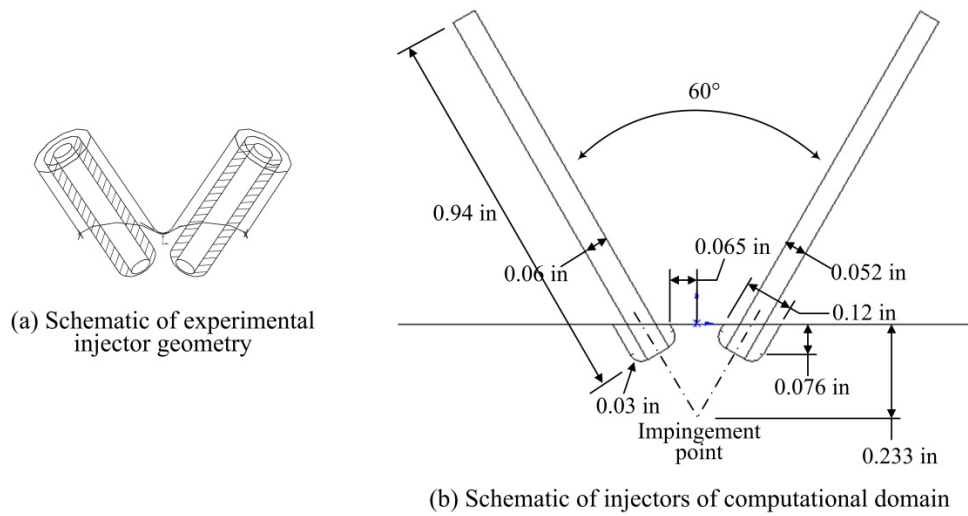 60°
0.94 in
0.06 in
0.065 in
0.052 in
0.12 in
0.03 in
0.076 in
Impingement
point
0.233 in
(a) Schematic of experimental
injector geometry
(b) Schematic of injectors of computational domain